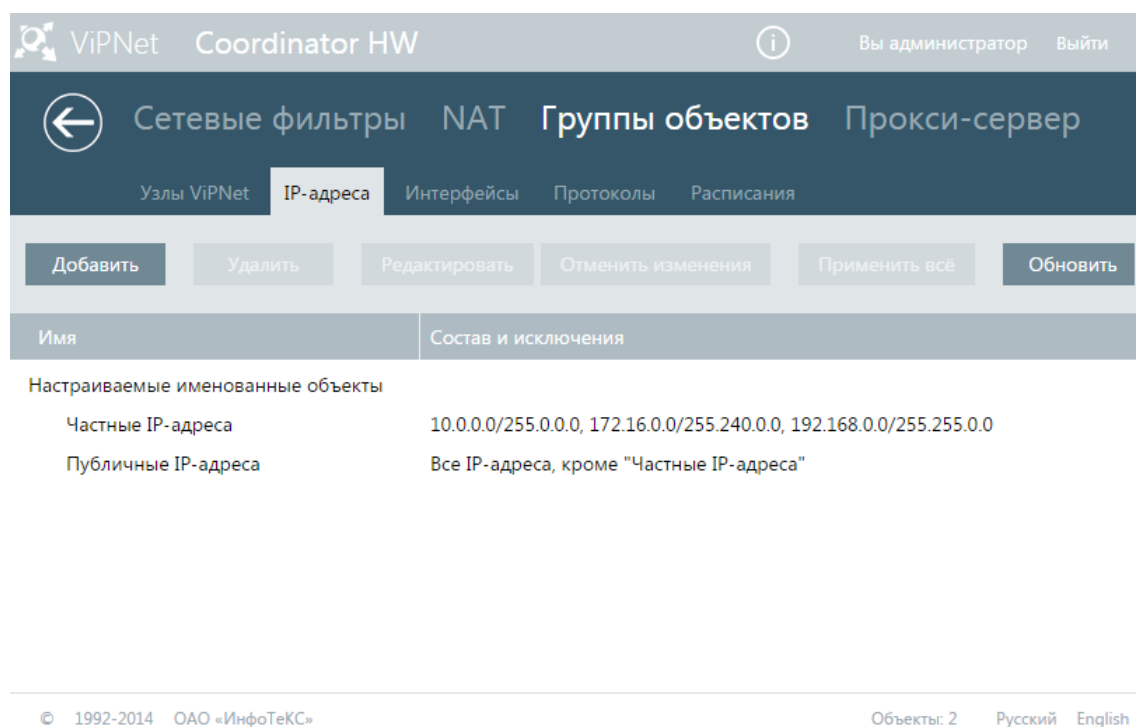 ViPNet Coordinator HW i Вы администратор Выйти
Сетевые фильтры NAT Группы объектов Прокси-сервер
Узлы ViPNet IP-адреса Интерфейсы Протоколы Расписания
Добавить Удалить Редактировать Отменить изменения Применить всё Обновить
Имя Состав и исключения
Настраиваемые именованные объекты
Частные IP-адреса 10.0.0.0/255.0.0.0, 172.16.0.0/255.240.0.0, 192.168.0.0/255.255.0.0
Публичные IP-адреса Все IP-адреса, кроме "Частные IP-адреса"
© 1992-2014 ОАО «ИнфоТеКС» Объекты: 2 Русский English